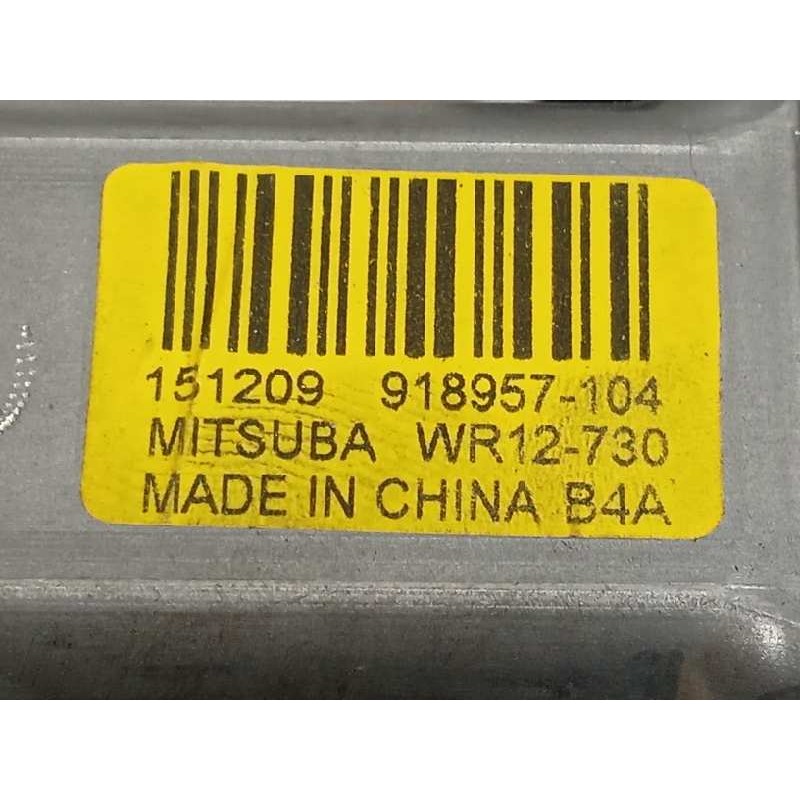 151209 918957-104
MITSUBA WR12-730
MADE IN CHINA B4A